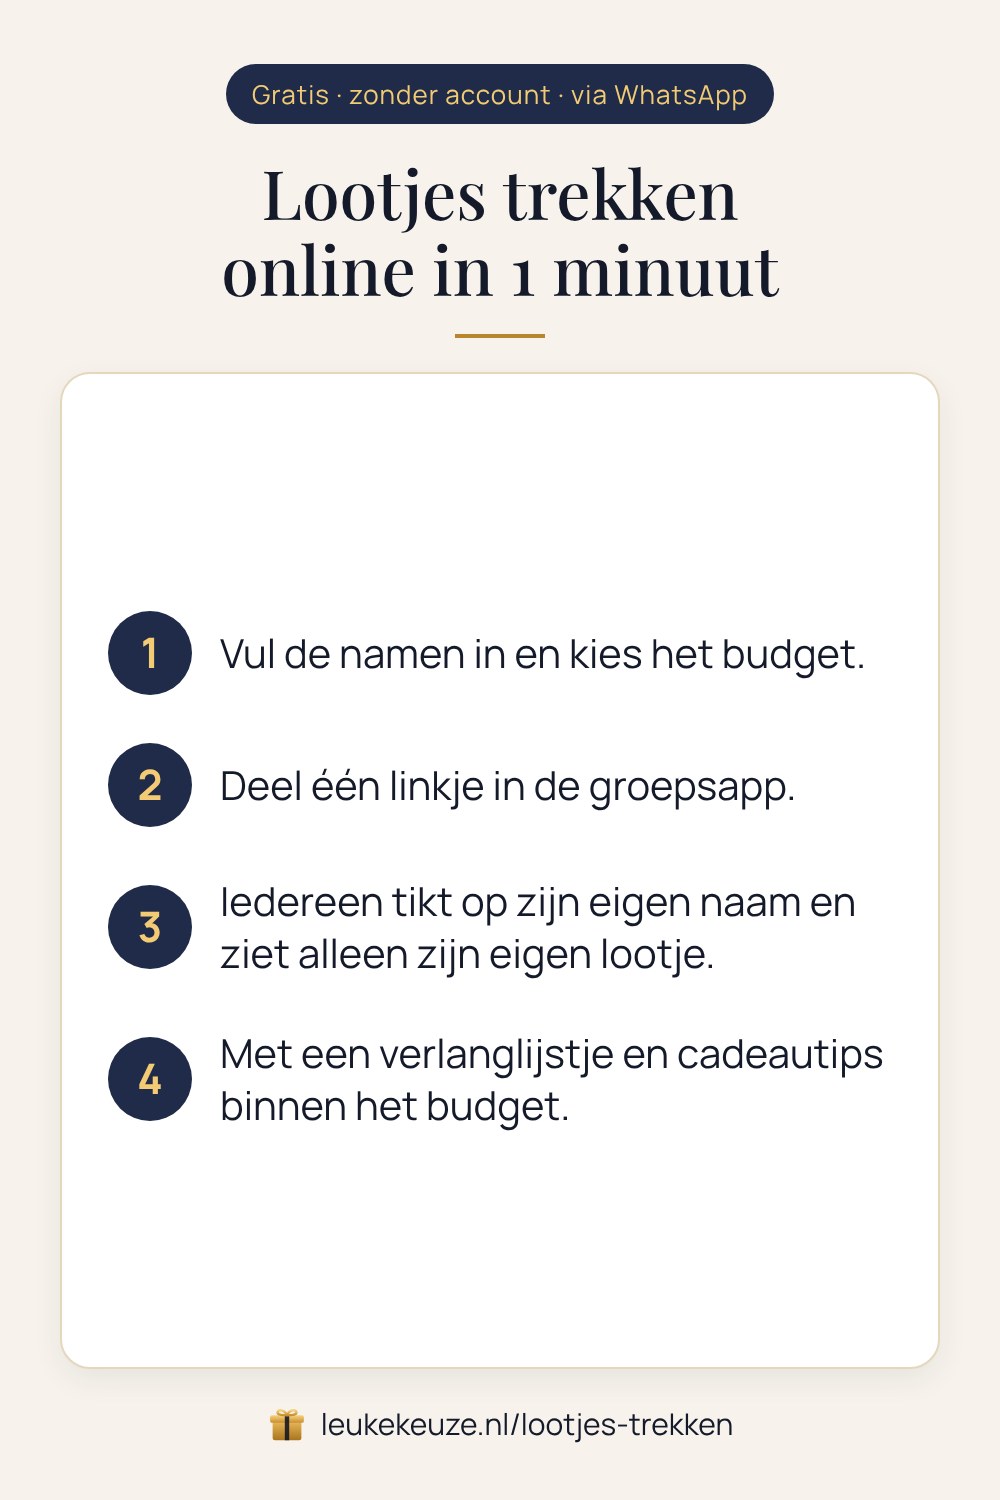 Gratis · zonder account · via WhatsApp
Lootjes trekken
online in 1 minuut
1 Vul de namen in en kies het budget.
2 Deel één linkje in de groepsapp.
3 Iedereen tikt op zijn eigen naam en
ziet alleen zijn eigen lootje.
4 Met een verlanglijstje en cadeautips
binnen het budget.
leukekeuze.nl/lootjes-trekken